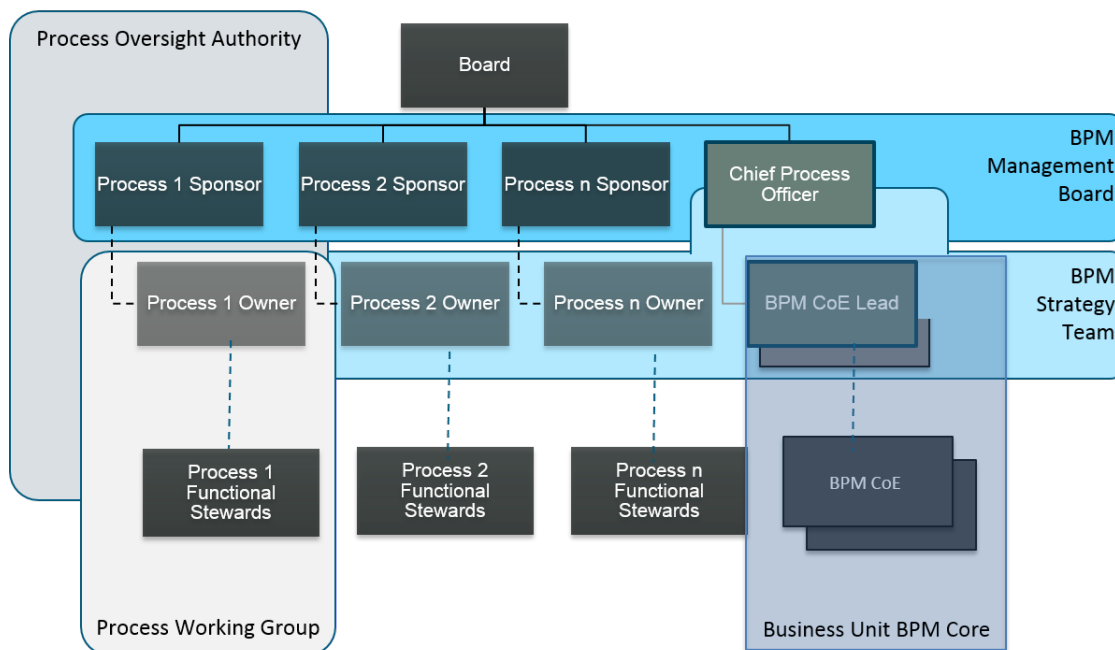 Process Oversight Authority
Board
BPM
Management
Board
Process 1 Sponsor
Process 2 Sponsor
Process n Sponsor
Chief Process
Officer
Process 1 Owner
Process 2 Owner
Process n Owner
BPM CoE Lead
BPM
Strategy
Team
Process 1
Functional
Stewards
Process 2
Functional
Stewards
Process n
Functional
Stewards
BPM CoE
Process Working Group
Business Unit BPM Core